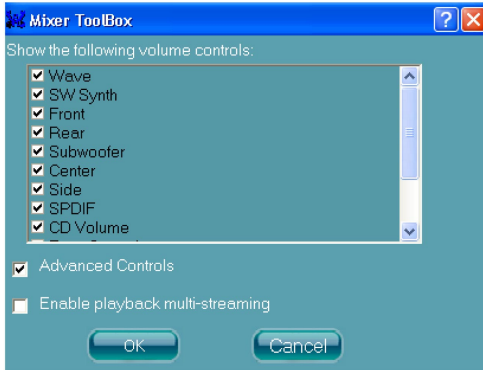 Mixer ToolBox
Show the following volume controls:
Wave
SW Synth
Front
Rear
Subwoofer
Center
Side
SPDIF
CD Volume
Advanced Controls
Enable playback multi-streaming
OK
Cancel